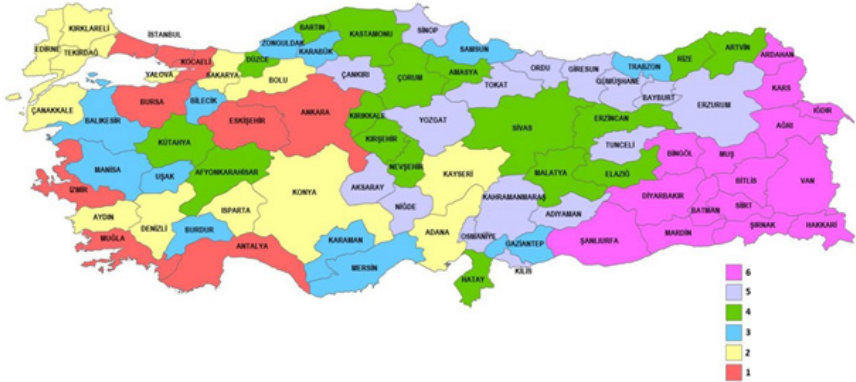 KIRKLARELİ
EDİRNE
TEKİRDAĞ
İSTANBUL
KOCAELİ
YALOVA
SAKARYA
DÜZCE
BOLU
ZONGULDAK
BARTIN
KARABÜK
KASTAMONU
SİNOP
ÇANKIRI
ÇORUM
SAMSUN
AMASYA
TOKAT
ORDU
GİRESUN
GÜMÜŞHANE
TRABZON
BAYBURT
RİZE
ARTVİN
ARDAHAN
KARS
IĞDIR
AĞRI
ERZURUM
ERZİNCAN
TUNCELİ
SİVAS
YOZGAT
KIRIKKALE
KIRŞEHİR
NEVŞEHİR
ANKARA
ESKİŞEHİR
BİLECİK
BURSA
ÇANAKKALE
BALIKESİR
KÜTAHYA
MANİSA
UŞAK
AFYONKARAHİSAR
İZMİR
AYDIN
DENİZLİ
MUĞLA
BURDUR
ISPARTA
ANTALYA
KONYA
AKSARAY
NİĞDE
KARAMAN
MERSİN
ADANA
KAYSERİ
KAHRAMANMARAŞ
OSMANİYE
HATAY
GAZİANTEP
KİLİS
ADIYAMAN
MALATYA
ELAZIĞ
BİNGÖL
MUŞ
BİTLİS
VAN
DİYARBAKIR
BATMAN
SİİRT
ŞANLIURFA
MARDİN
ŞIRNAK
HAKKARİ
6
5
4
3
2
1